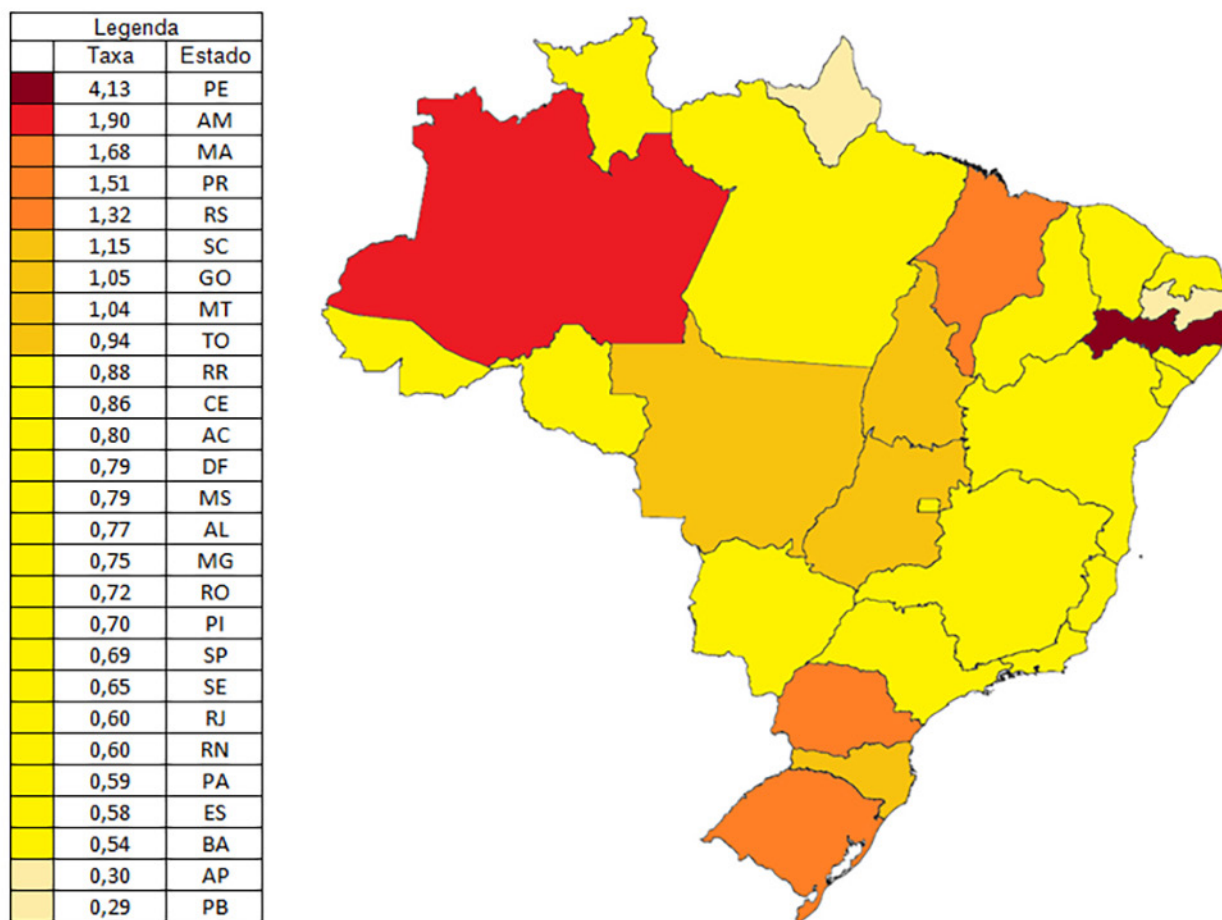 Legenda
Taxa Estado
4,13 PE
1,90 AM
1,68 MA
1,51 PR
1,32 RS
1,15 SC
1,05 GO
1,04 MT
0,94 TO
0,88 RR
0,86 CE
0,80 AC
0,79 DF
0,79 MS
0,77 AL
0,75 MG
0,72 RO
0,70 PI
0,69 SP
0,65 SE
0,60 RJ
0,60 RN
0,59 PA
0,58 ES
0,54 BA
0,30 AP
0,29 PB